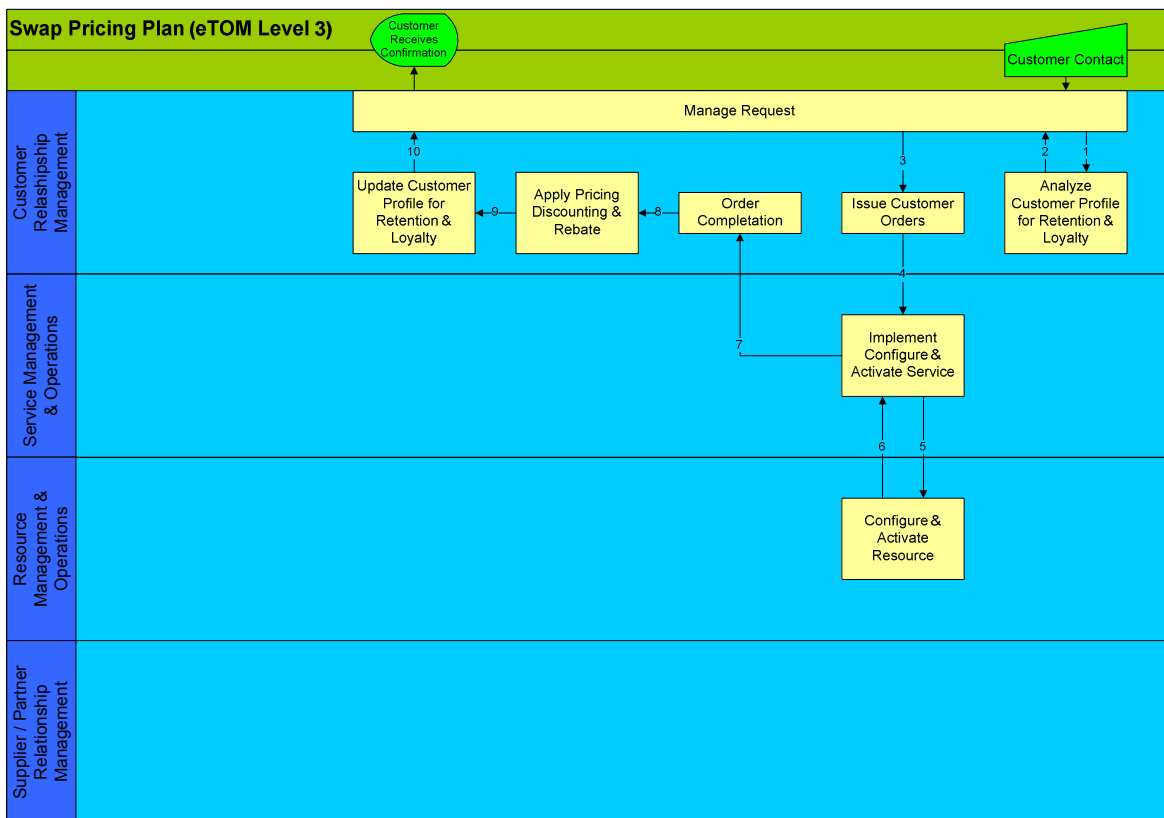 Swap Pricing Plan (eTOM Level 3)
Customer
Receives
Confirmation
Customer Contact
Customer
Relashipship
Management
Manage Request
10
3
2
1
Update Customer
Profile for
Retention &
Loyalty
9
Apply Pricing
Discounting &
Rebate
8
Order
Completation
Issue Customer
Orders
Analyze
Customer Profile
for Retention &
Loyalty
4
Service Management
& Operations
7
Implement
Configure &
Activate Service
6
5
Resource
Management &
Operations
Configure &
Activate
Resource
Supplier / Partner
Relationship
Management